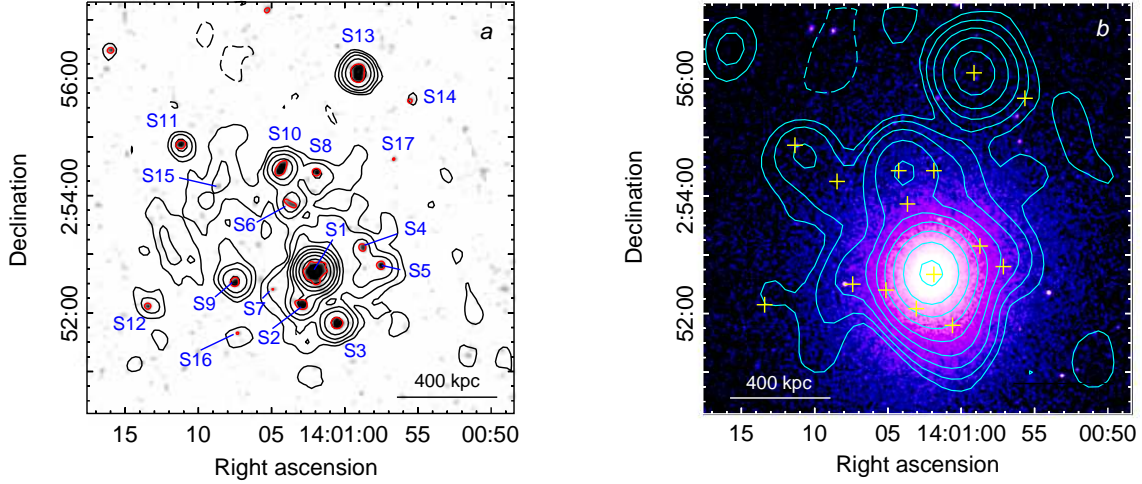 a
S13
S14
S11
S10
S8
S17
S15
S6
S1
S4
S5
S9
S7
S12
S2
S16
S3
400 kpc
56:00
2:54:00
52:00
Declination
15
10
05
14:01:00
55
00:50
Right ascension
b
400 kpc
56:00
2:54:00
52:00
Declination
15
10
05
14:01:00
55
00:50
Right ascension